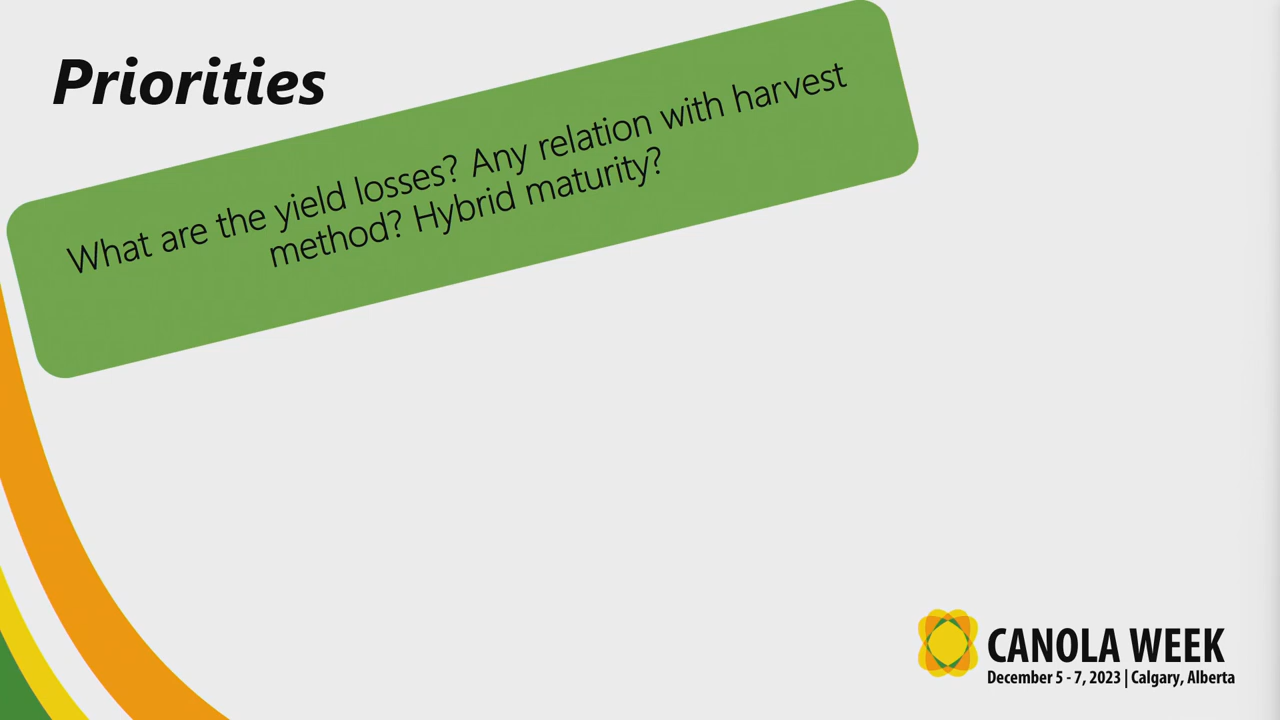 Priorities
What are the yield losses? Any relation with harvest
method? Hybrid maturity?
CANOLA WEEK
December 5 - 7, 2023 | Calgary, Alberta